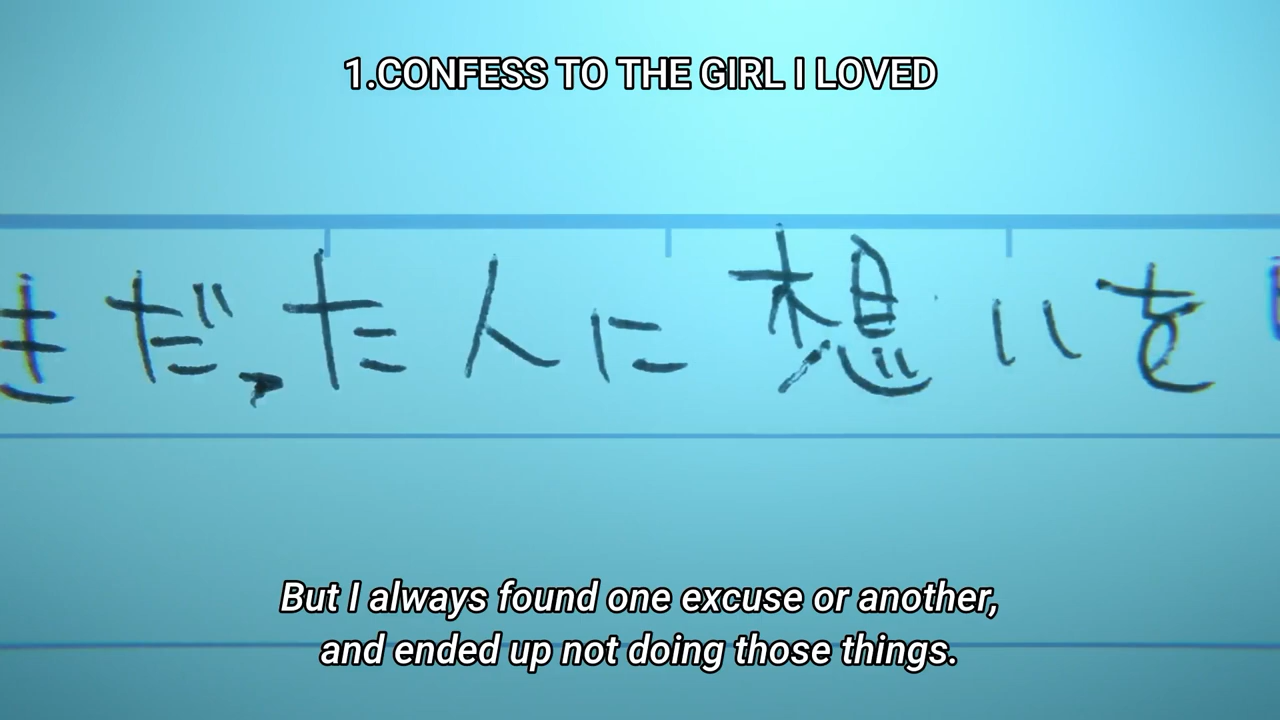 1.CONFESS TO THE GIRL I LOVED
きだった人に想いを
But I always found one excuse or another,
and ended up not doing those things.